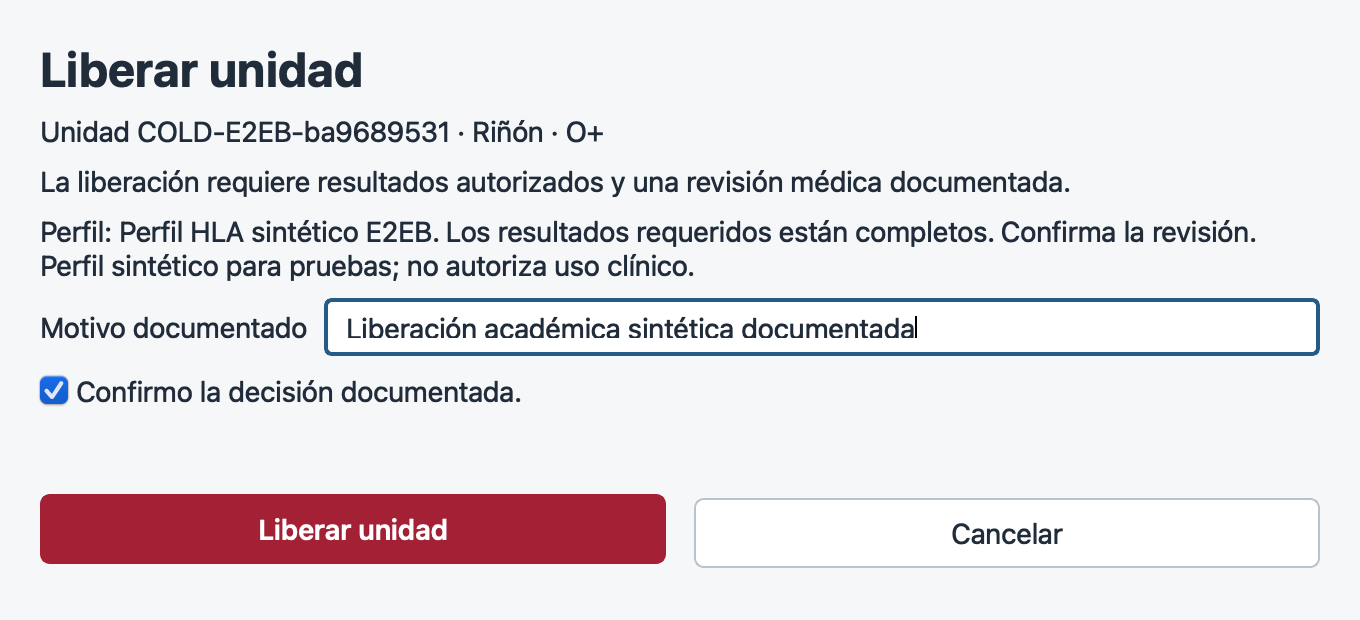 Liberar unidad
Unidad COLD-E2EB-ba9689531 · Riñón · O+
La liberación requiere resultados autorizados y una revisión médica documentada.
Perfil: Perfil HLA sintético E2EB. Los resultados requeridos están completos. Confirma la revisión.
Perfil sintético para pruebas; no autoriza uso clínico.
Motivo documentado Liberación académica sintética documentada
Confirmo la decisión documentada.
Liberar unidad Cancelar